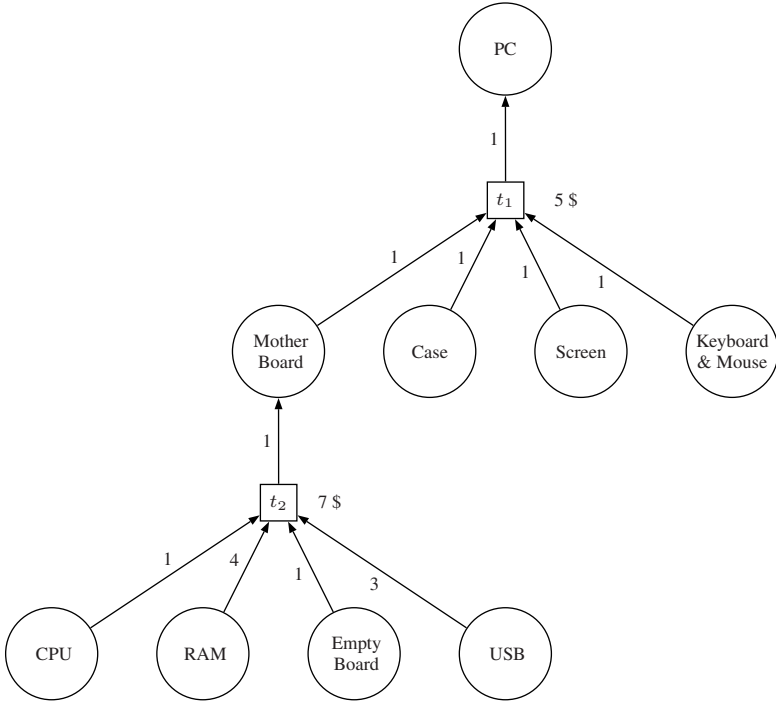 PC
1
t1
5 $
1
1
1
1
Mother
Board
Case
Screen
Keyboard
& Mouse
1
t2
7 $
1
4
1
3
CPU
RAM
Empty
Board
USB